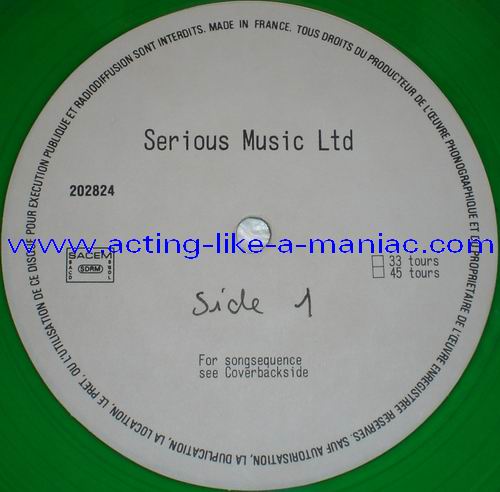 MADE IN FRANCE. TOUS DROITS DU PRODUCTEUR DE L'ŒUVRE PHONOGRAPHIQUE ET DU PROPRIETAIRE DE L'ŒUVRE ENREGISTREE RESERVES. SAUF AUTORISATION, LA DUPLICATION, LA LOCATION, LE PRET, OU L'UTILISATION DE CE DISQUE POUR EXECUTION PUBLIQUE ET RADIODIFFUSION SONT INTERDITS.
Serious Music Ltd
202824
www.acting-like-a-maniac.com
SACEM
SACD SDRM SGDL
33 tours
45 tours
Side 1
For songsequence
see Coverbackside